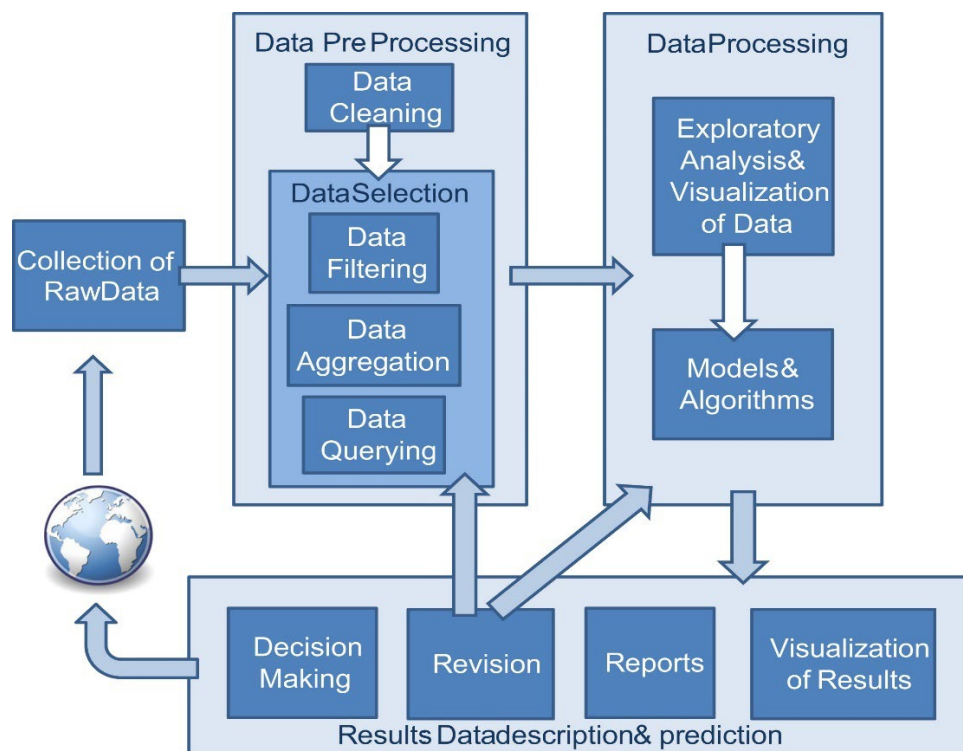 Data PreProcessing
Data
Cleaning
DataSelection
Data
Filtering
Data
Aggregation
Data
Querying
Collection of
RawData
DataProcessing
Exploratory
Analysis&
Visualization
of Data
Models&
Algorithms
Decision
Making
Revision
Reports
Visualization
of Results
Results Datadescription& prediction